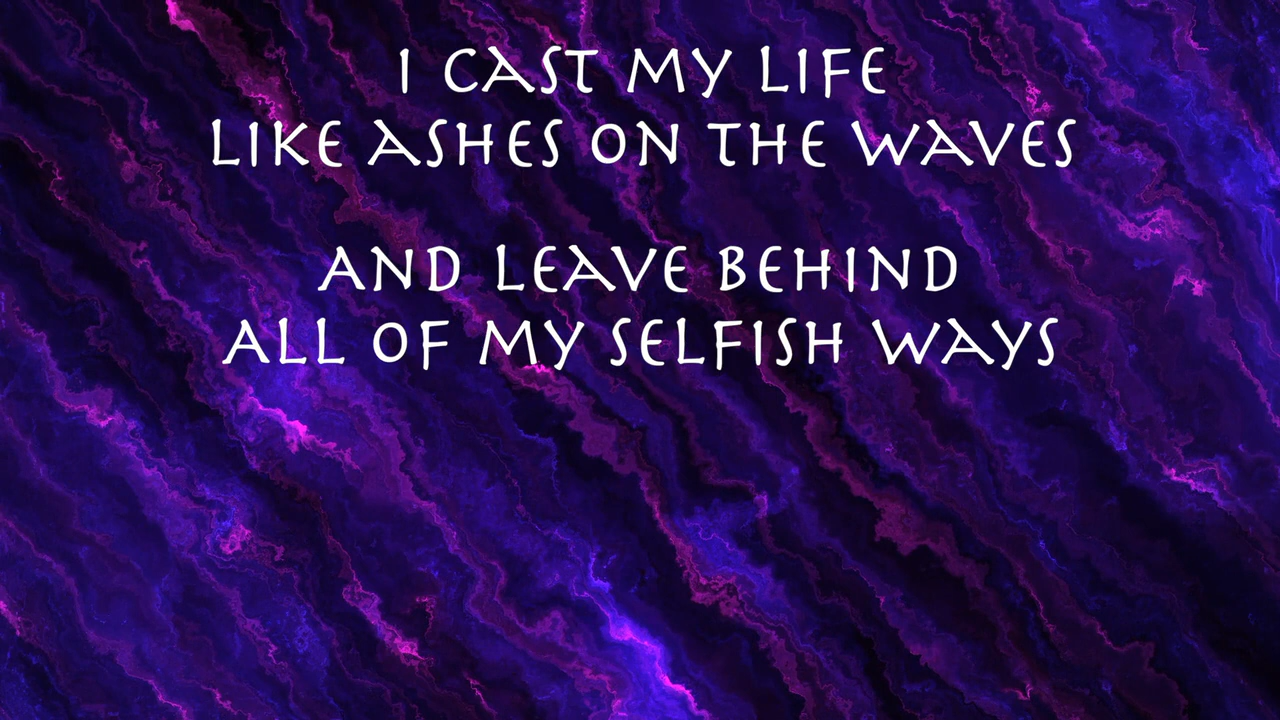 I CAST MY LIFE
LIKE ASHES ON THE WAVES
AND LEAVE BEHIND
ALL OF MY SELFISH WAYS